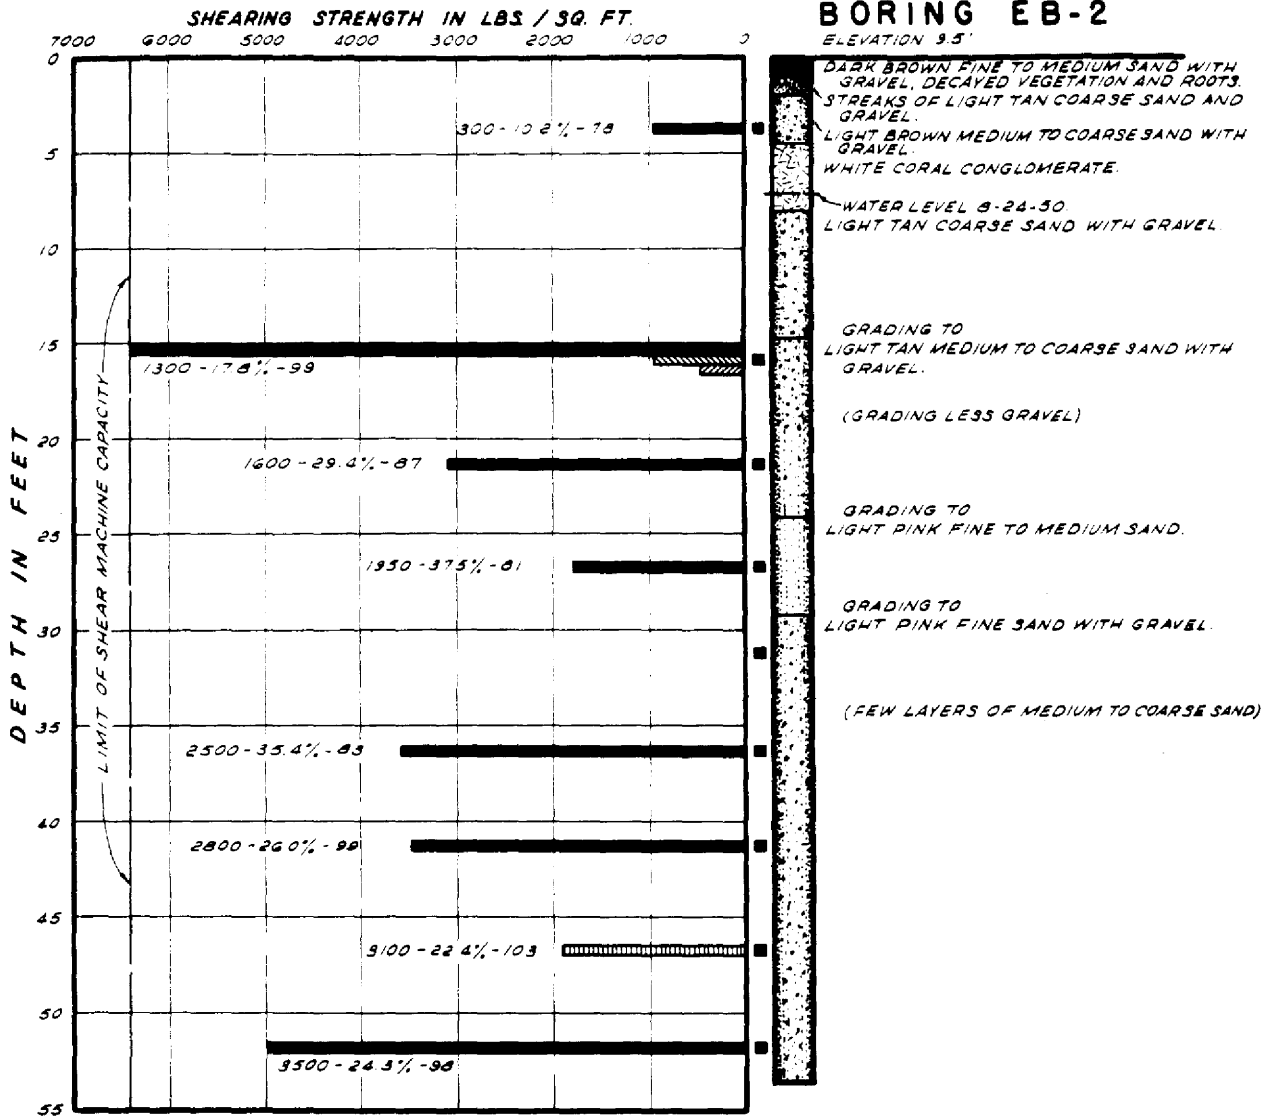 SHEARING STRENGTH IN LBS. / SQ. FT.
BORING EB-2
7000 6000 5000 4000 3000 2000 1000 0
ELEVATION 9.5'
0
DARK BROWN FINE TO MEDIUM SAND WITH
GRAVEL, DECAYED VEGETATION AND ROOTS.
STREAKS OF LIGHT TAN COARSE SAND AND
GRAVEL.
300-10.2%-78
LIGHT BROWN MEDIUM TO COARSE SAND WITH
GRAVEL.
5
WHITE CORAL CONGLOMERATE.
WATER LEVEL 8-24-50.
LIGHT TAN COARSE SAND WITH GRAVEL.
10
GRADING TO
15
LIGHT TAN MEDIUM TO COARSE SAND WITH
GRAVEL.
1300-17.8%-99
(GRADING LESS GRAVEL)
20
1600-29.4%-87
GRADING TO
25
LIGHT PINK FINE TO MEDIUM SAND.
1950-37.5%-81
GRADING TO
30
LIGHT PINK FINE SAND WITH GRAVEL.
35
(FEW LAYERS OF MEDIUM TO COARSE SAND)
2500-35.4%-83
40
2800-26.0%-99
45
3100-22.4%-103
50
3500-24.3%-98
55
DEPTH IN FEET
LIMIT OF SHEAR MACHINE CAPACITY